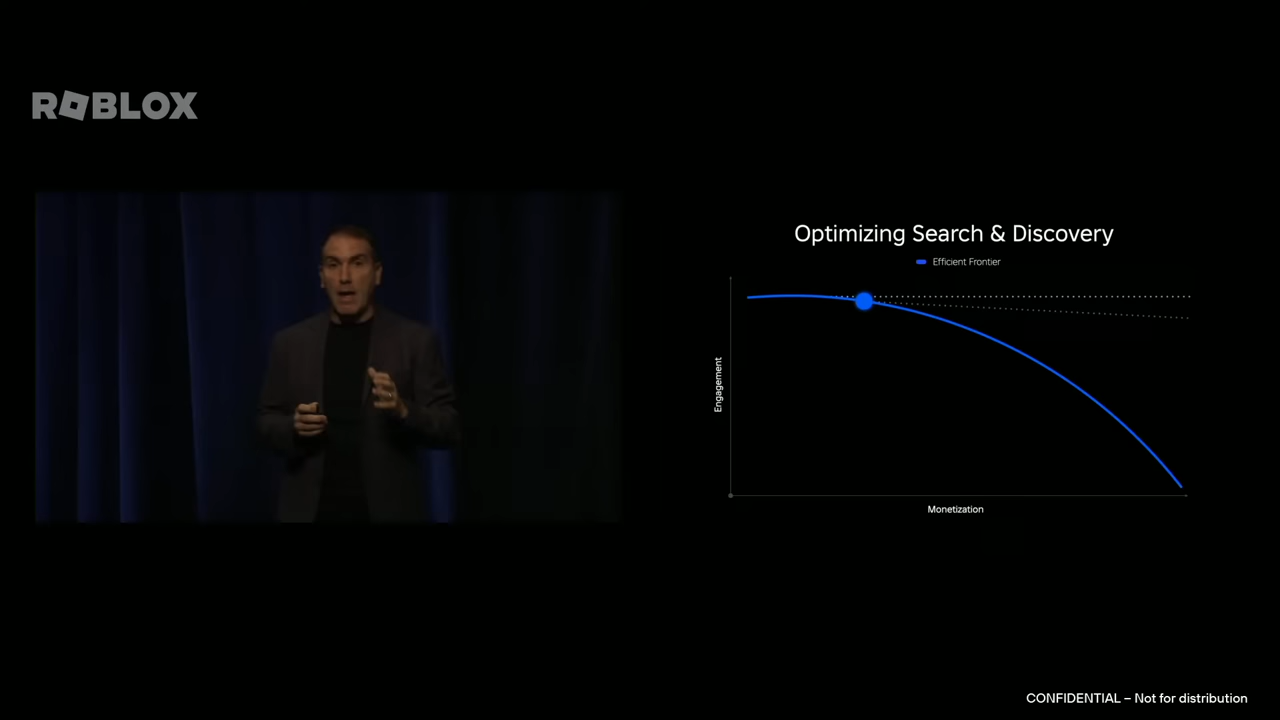 ROBLOX
Optimizing Search & Discovery
Efficient Frontier
Engagement
Monetization
CONFIDENTIAL – Not for distribution